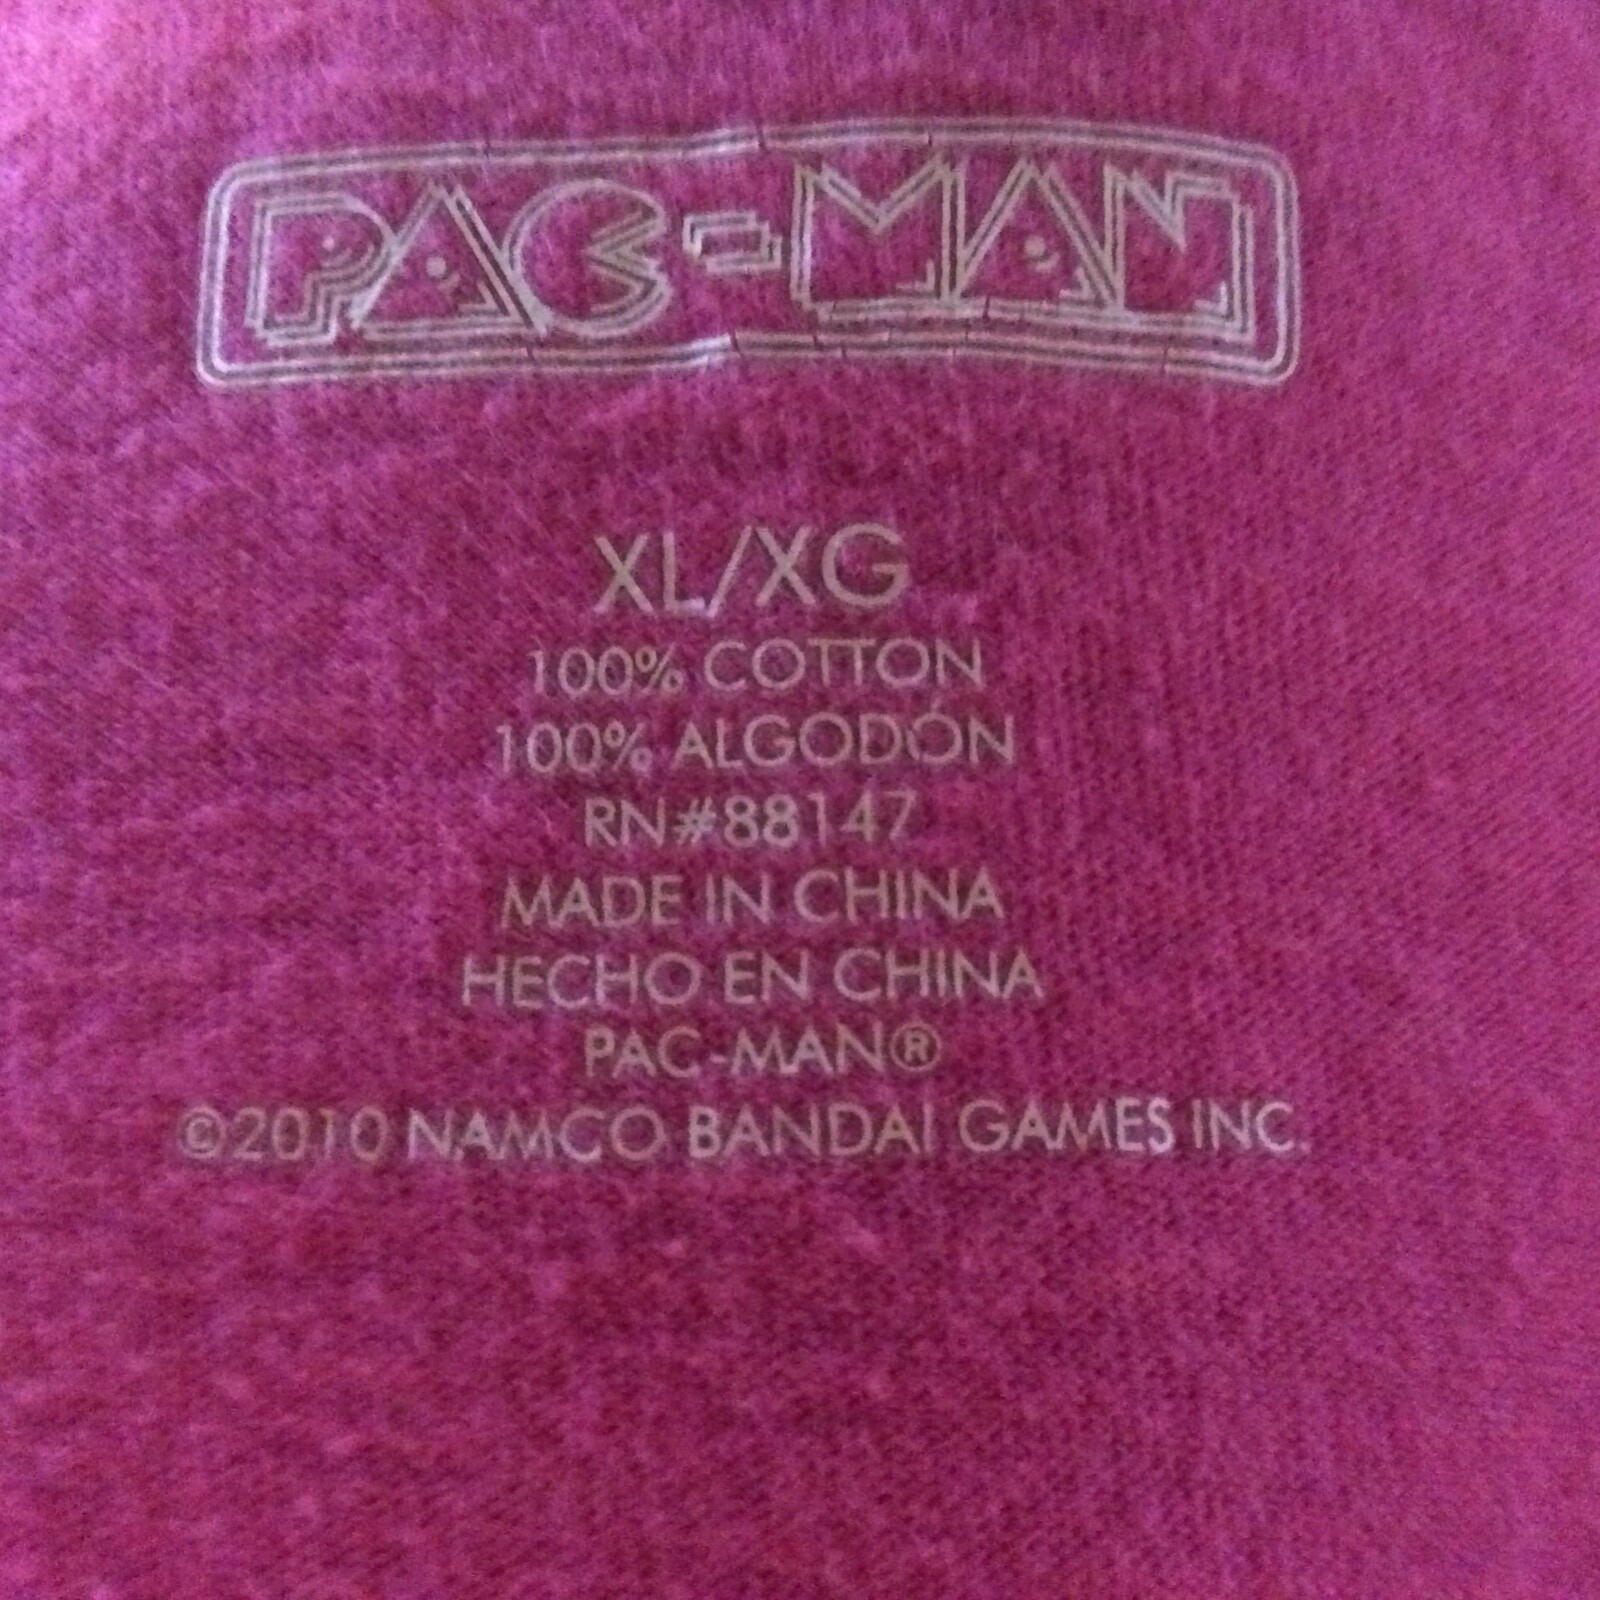 PAC-MAN
XL/XG
100% COTTON
100% ALGODÓN
RN#88147
MADE IN CHINA
HECHO EN CHINA
PAC-MAN®
©2010 NAMCO BANDAI GAMES INC.